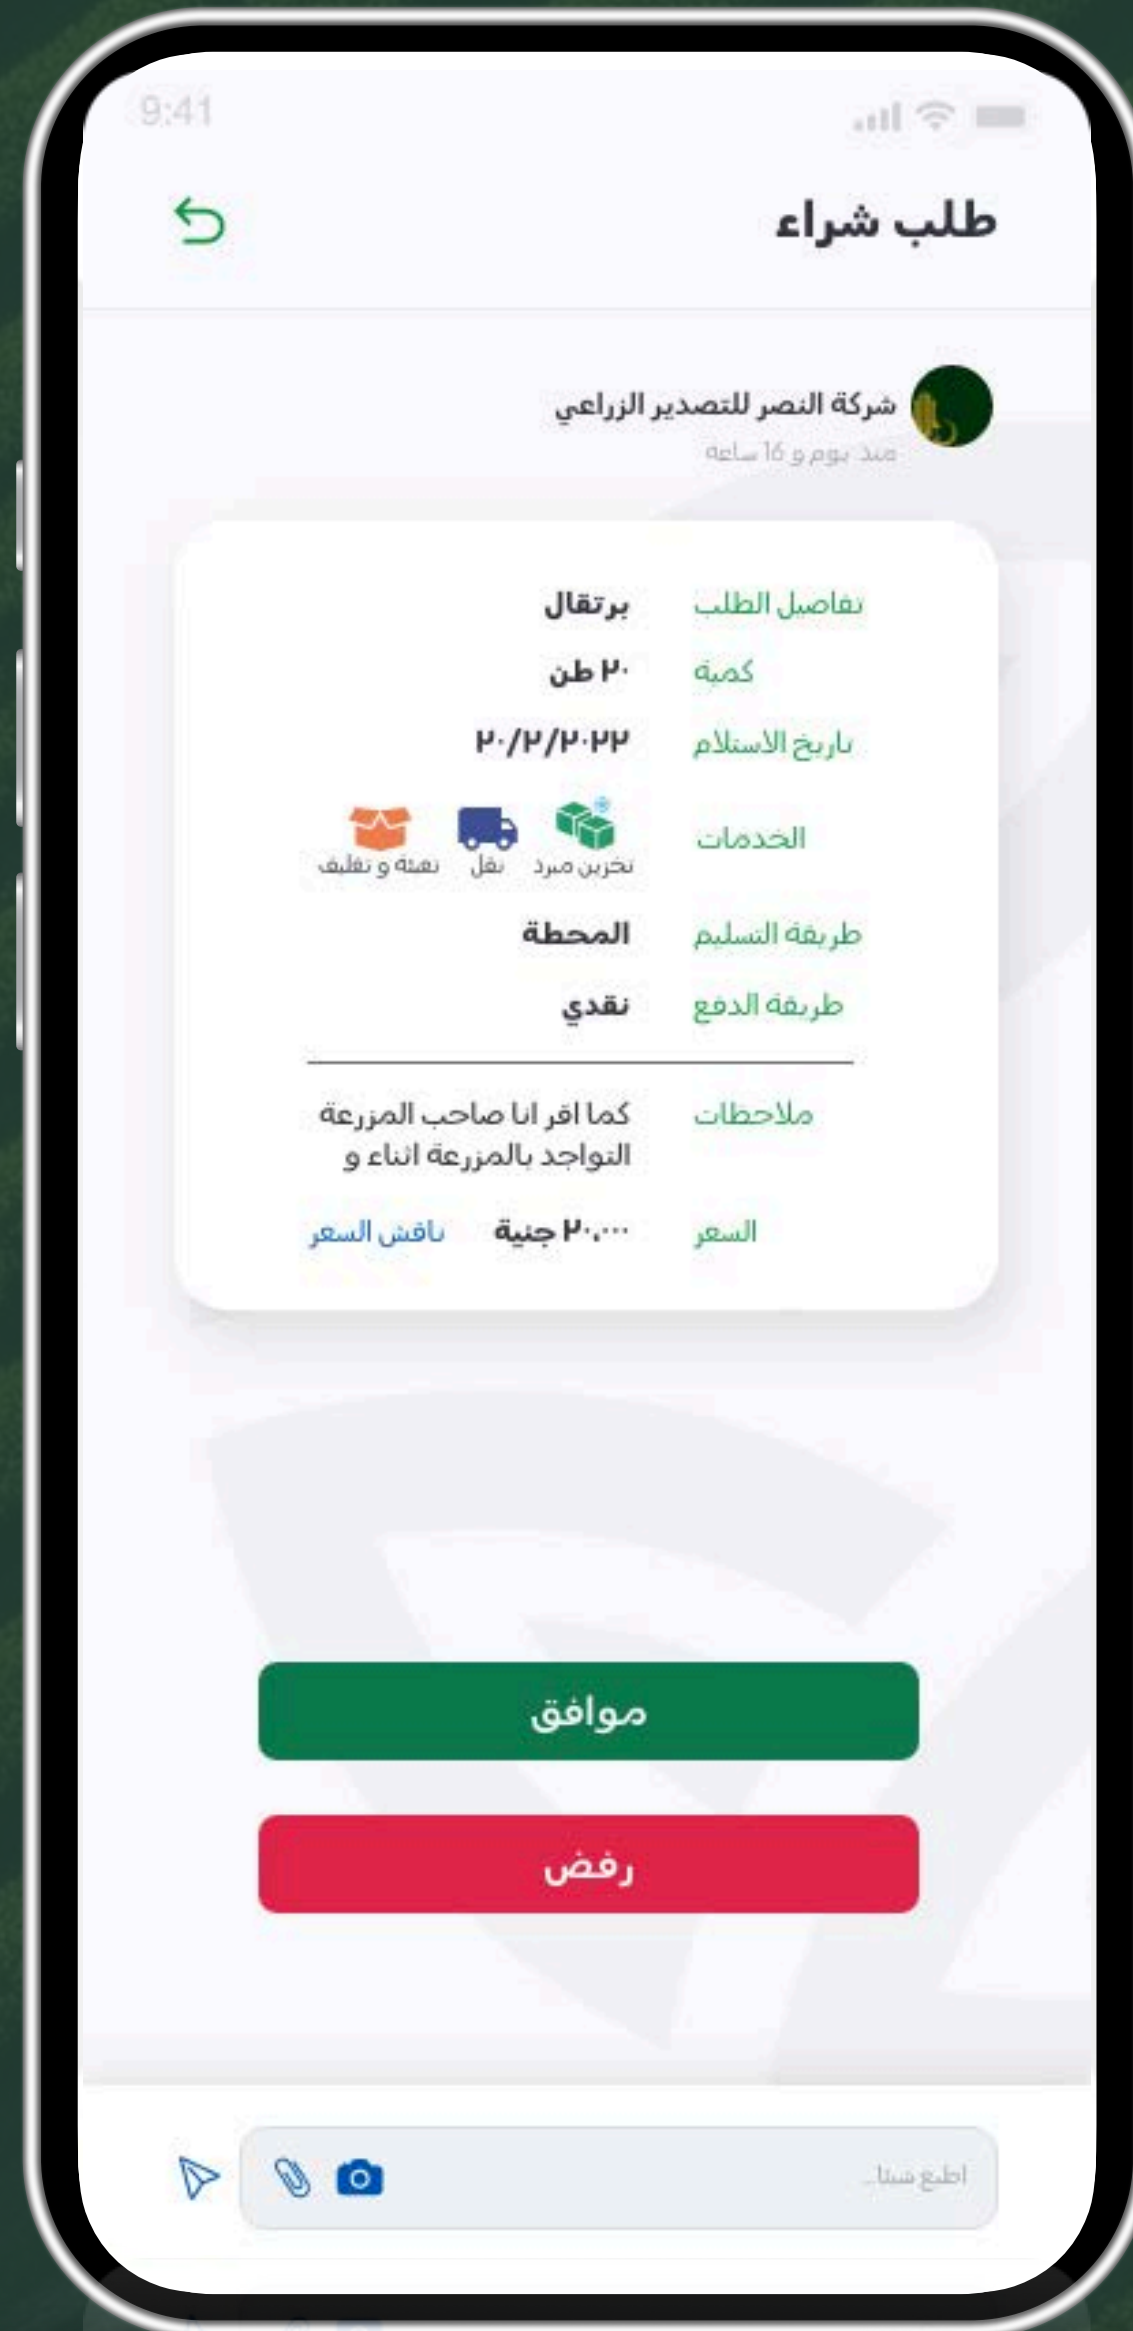 9:41
طلب شراء
شركة النصر للتصدير الزراعي
منذ يوم و 16 ساعه
تفاصيل الطلب برتقال
كمية ٢٠ طن
تاريخ الاستلام ٢٠/٢/٢٠٢٢
الخدمات
تخزين مبرد نقل تعبئة و تغليف
طريقة التسليم المحطة
طريقة الدفع نقدي
ملاحظات كما اقر انا صاحب المزرعة
التواجد بالمزرعة اثناء و
السعر ٢٠،٠٠٠ جنية ناقش السعر
موافق
رفض
اطبع شيئا...